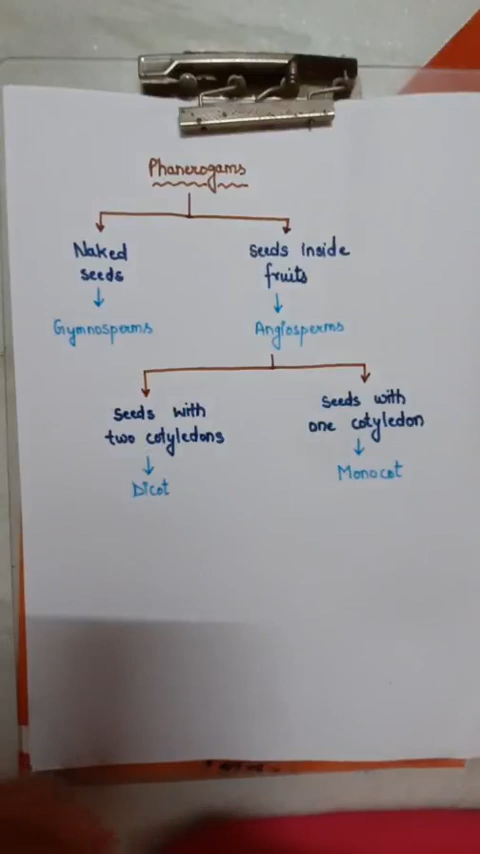 Phanerogams
Naked
seeds
Seeds inside
fruits
Gymnosperms
Angiosperms
Seeds with
two cotyledons
Seeds with
one cotyledon
Dicot
Monocot